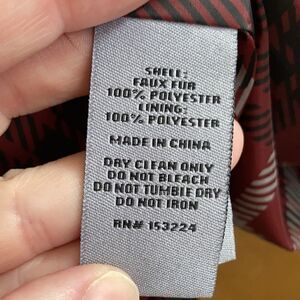 SHELL:
FAUX FUR
100% POLYESTER
LINING:
100% POLYESTER
MADE IN CHINA
DRY CLEAN ONLY
DO NOT BLEACH
DO NOT TUMBLE DRY
DO NOT IRON
RN# 153224